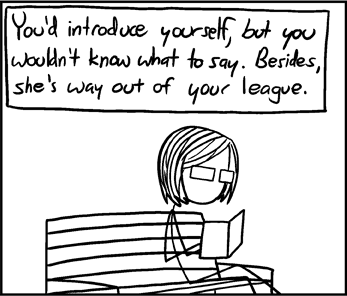 You'd introduce yourself, but you
wouldn't know what to say. Besides,
she's way out of your league.